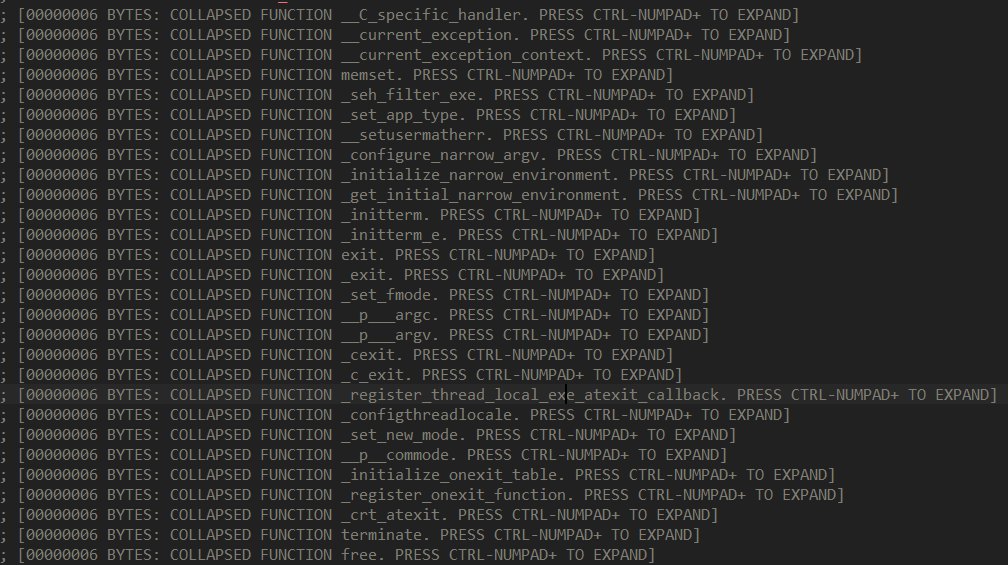 ; [00000006 BYTES: COLLAPSED FUNCTION __C_specific_handler. PRESS CTRL-NUMPAD+ TO EXPAND]
; [00000006 BYTES: COLLAPSED FUNCTION __current_exception. PRESS CTRL-NUMPAD+ TO EXPAND]
; [00000006 BYTES: COLLAPSED FUNCTION __current_exception_context. PRESS CTRL-NUMPAD+ TO EXPAND]
; [00000006 BYTES: COLLAPSED FUNCTION memset. PRESS CTRL-NUMPAD+ TO EXPAND]
; [00000006 BYTES: COLLAPSED FUNCTION _seh_filter_exe. PRESS CTRL-NUMPAD+ TO EXPAND]
; [00000006 BYTES: COLLAPSED FUNCTION _set_app_type. PRESS CTRL-NUMPAD+ TO EXPAND]
; [00000006 BYTES: COLLAPSED FUNCTION __setusermatherr. PRESS CTRL-NUMPAD+ TO EXPAND]
; [00000006 BYTES: COLLAPSED FUNCTION _configure_narrow_argv. PRESS CTRL-NUMPAD+ TO EXPAND]
; [00000006 BYTES: COLLAPSED FUNCTION _initialize_narrow_environment. PRESS CTRL-NUMPAD+ TO EXPAND]
; [00000006 BYTES: COLLAPSED FUNCTION _get_initial_narrow_environment. PRESS CTRL-NUMPAD+ TO EXPAND]
; [00000006 BYTES: COLLAPSED FUNCTION _initterm. PRESS CTRL-NUMPAD+ TO EXPAND]
; [00000006 BYTES: COLLAPSED FUNCTION _initterm_e. PRESS CTRL-NUMPAD+ TO EXPAND]
; [00000006 BYTES: COLLAPSED FUNCTION exit. PRESS CTRL-NUMPAD+ TO EXPAND]
; [00000006 BYTES: COLLAPSED FUNCTION _exit. PRESS CTRL-NUMPAD+ TO EXPAND]
; [00000006 BYTES: COLLAPSED FUNCTION _set_fmode. PRESS CTRL-NUMPAD+ TO EXPAND]
; [00000006 BYTES: COLLAPSED FUNCTION __p___argc. PRESS CTRL-NUMPAD+ TO EXPAND]
; [00000006 BYTES: COLLAPSED FUNCTION __p___argv. PRESS CTRL-NUMPAD+ TO EXPAND]
; [00000006 BYTES: COLLAPSED FUNCTION _cexit. PRESS CTRL-NUMPAD+ TO EXPAND]
; [00000006 BYTES: COLLAPSED FUNCTION _c_exit. PRESS CTRL-NUMPAD+ TO EXPAND]
; [00000006 BYTES: COLLAPSED FUNCTION _register_thread_local_exe_atexit_callback. PRESS CTRL-NUMPAD+ TO EXPAND]
; [00000006 BYTES: COLLAPSED FUNCTION _configthreadlocale. PRESS CTRL-NUMPAD+ TO EXPAND]
; [00000006 BYTES: COLLAPSED FUNCTION _set_new_mode. PRESS CTRL-NUMPAD+ TO EXPAND]
; [00000006 BYTES: COLLAPSED FUNCTION __p__commode. PRESS CTRL-NUMPAD+ TO EXPAND]
; [00000006 BYTES: COLLAPSED FUNCTION _initialize_onexit_table. PRESS CTRL-NUMPAD+ TO EXPAND]
; [00000006 BYTES: COLLAPSED FUNCTION _register_onexit_function. PRESS CTRL-NUMPAD+ TO EXPAND]
; [00000006 BYTES: COLLAPSED FUNCTION _crt_atexit. PRESS CTRL-NUMPAD+ TO EXPAND]
; [00000006 BYTES: COLLAPSED FUNCTION terminate. PRESS CTRL-NUMPAD+ TO EXPAND]
; [00000006 BYTES: COLLAPSED FUNCTION free. PRESS CTRL-NUMPAD+ TO EXPAND]